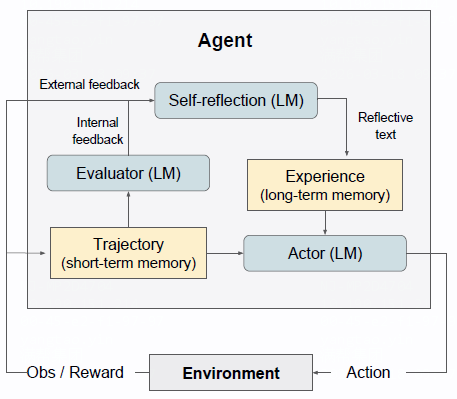 Agent
External feedback
Self-reflection (LM)
Internal
feedback
Reflective
text
Evaluator (LM)
Experience
(long-term memory)
Trajectory
(short-term memory)
Actor (LM)
Obs / Reward
Environment
Action